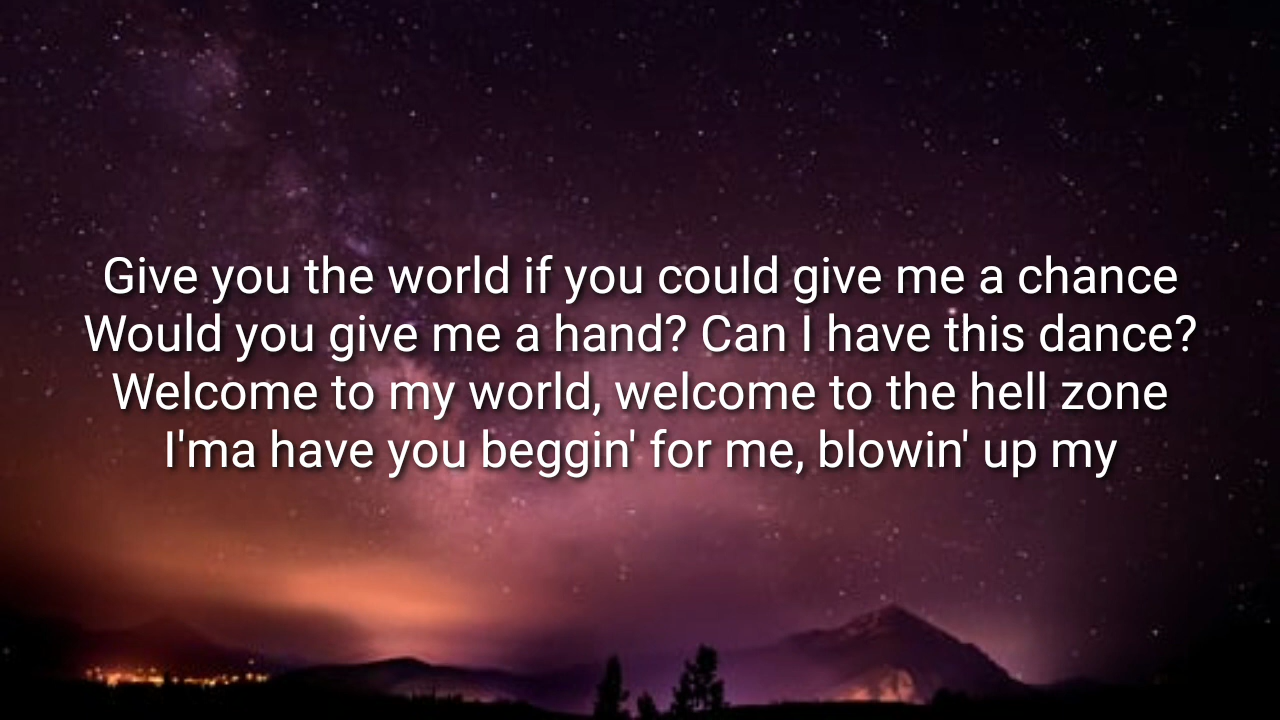 Give you the world if you could give me a chance
Would you give me a hand? Can I have this dance?
Welcome to my world, welcome to the hell zone
I'ma have you beggin' for me, blowin' up my